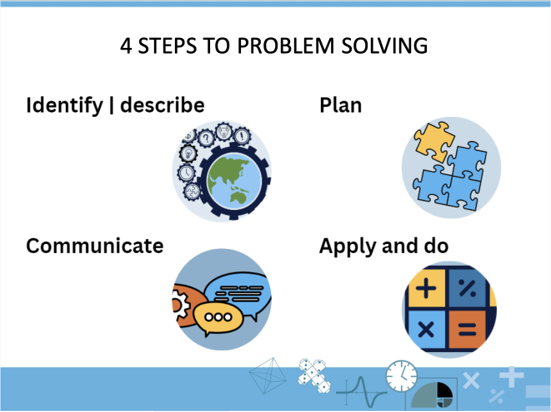 4 STEPS TO PROBLEM SOLVING
Identify | describe
Plan
Communicate
Apply and do